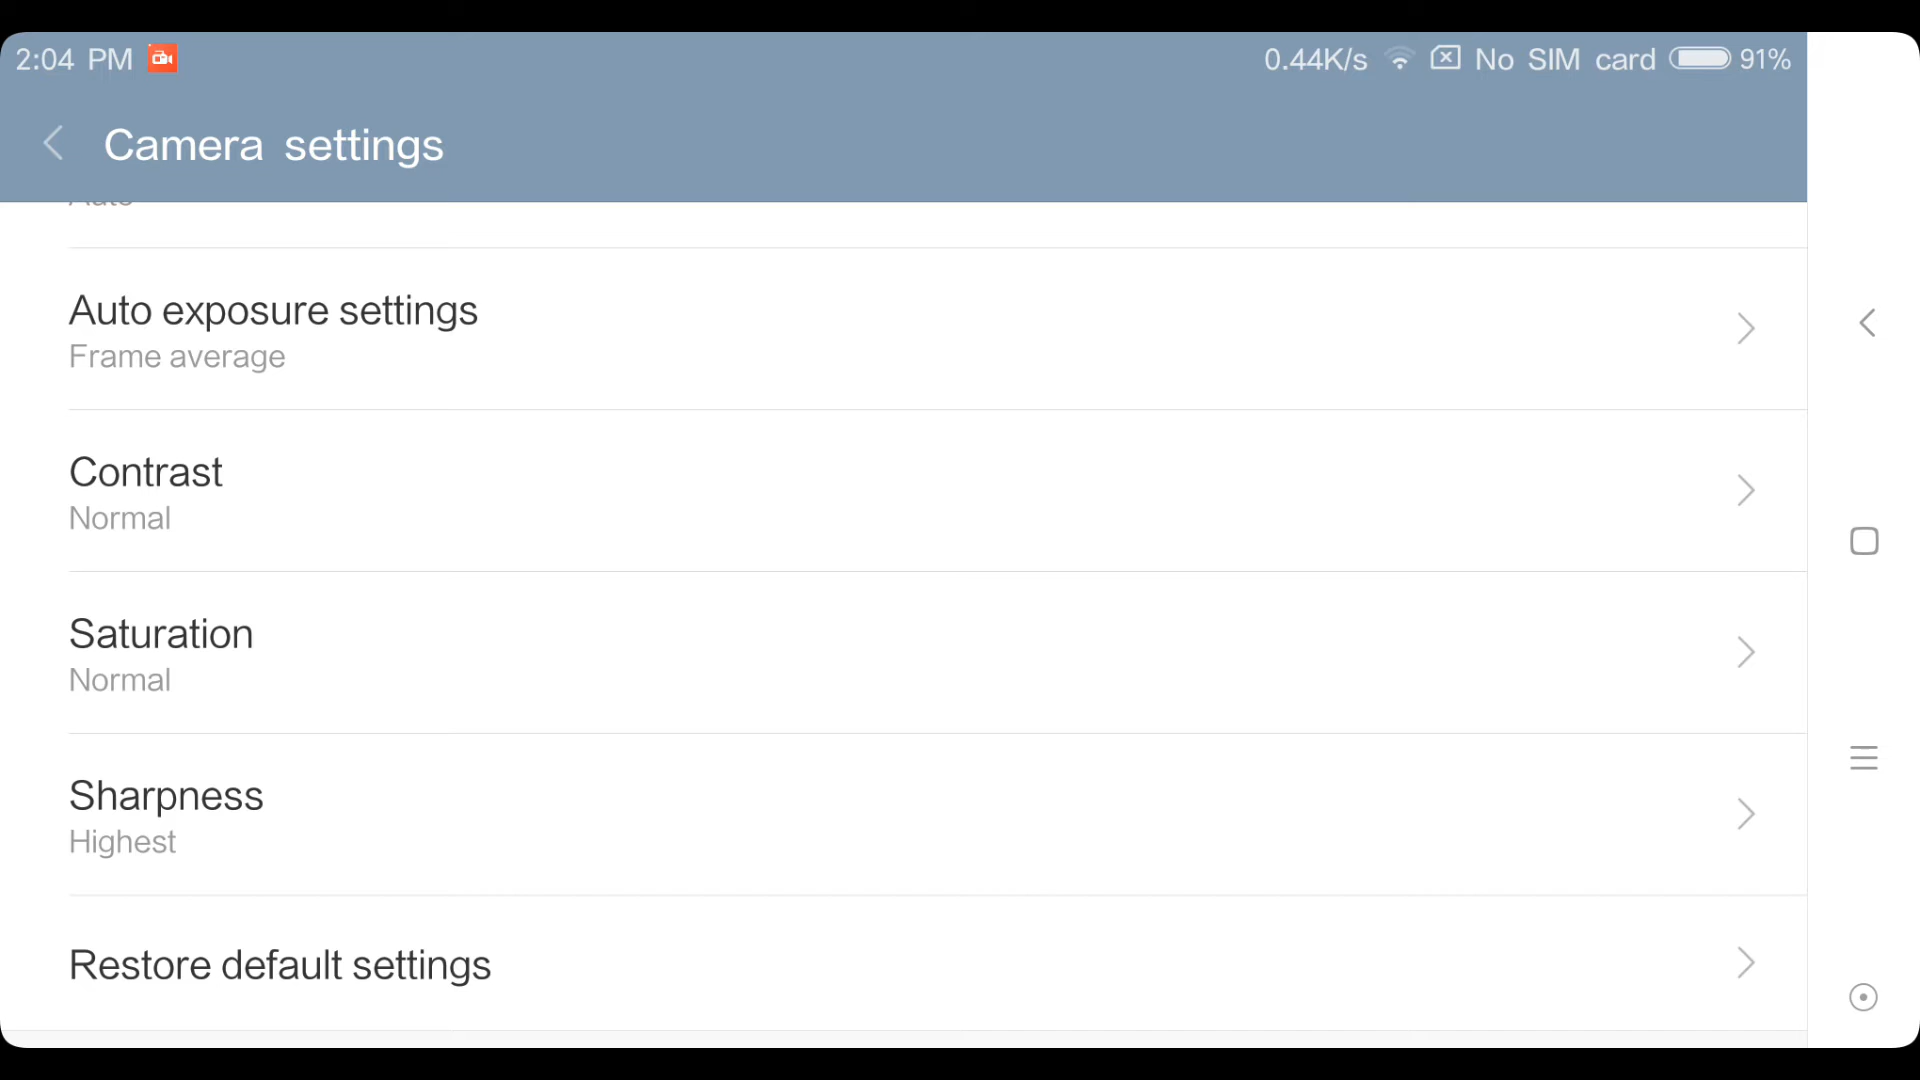 2:04 PM 0.44K/s No SIM card 91%
Camera settings
Auto exposure settings
Frame average
Contrast
Normal
Saturation
Normal
Sharpness
Highest
Restore default settings